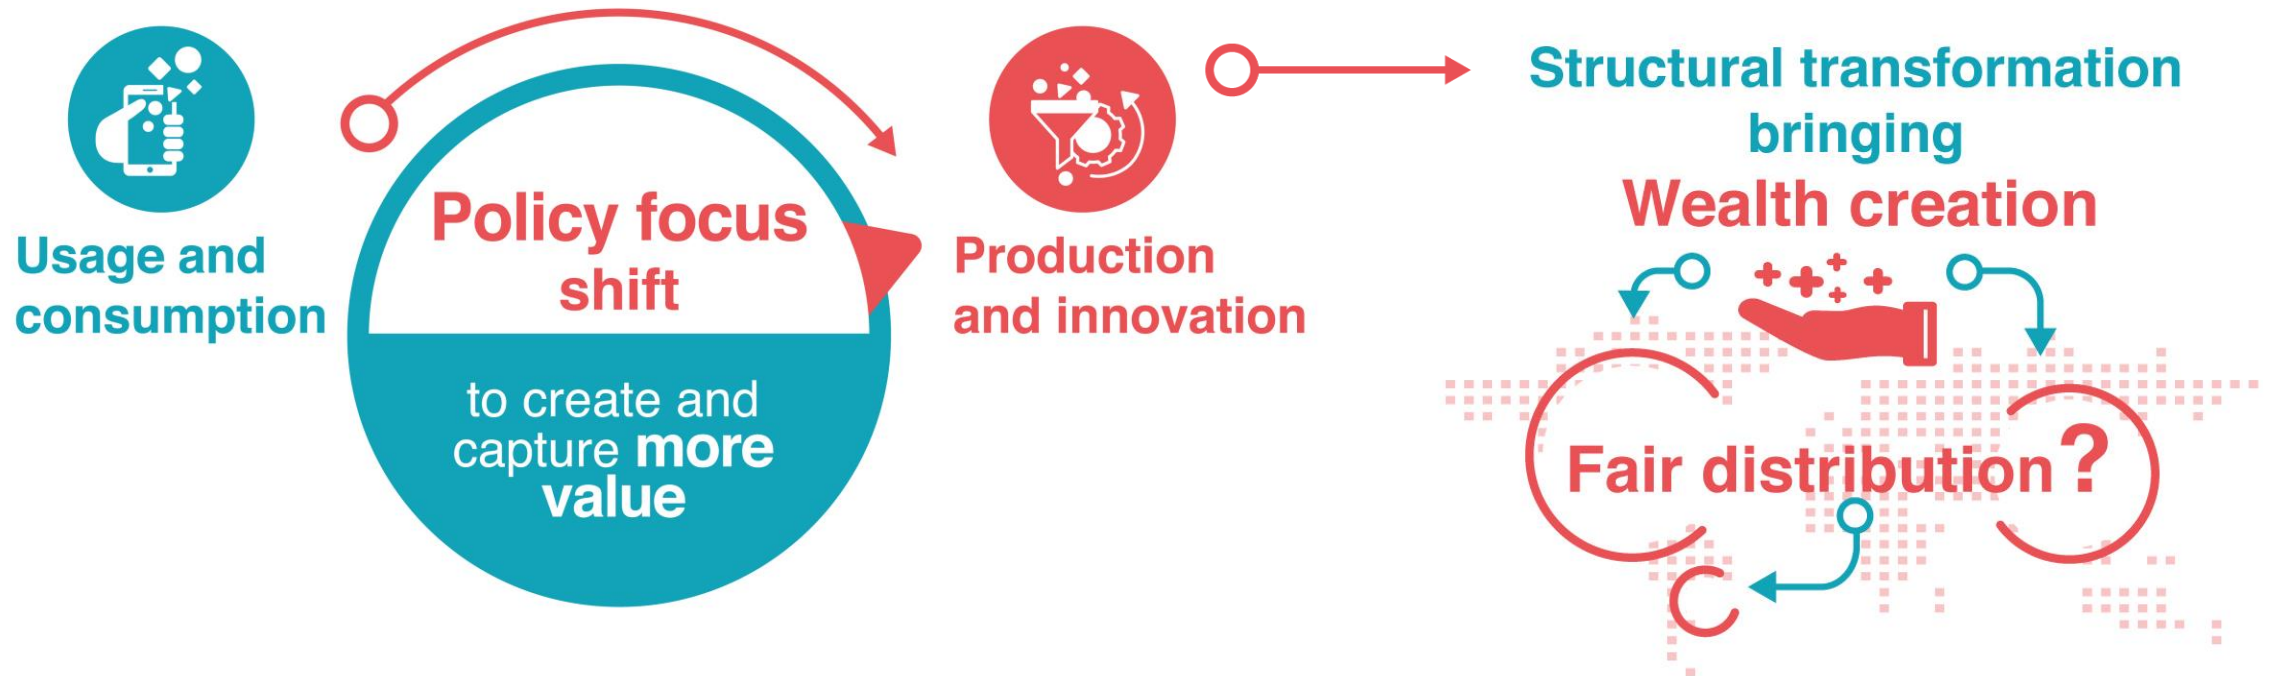 Usage and
consumption
Policy focus
shift
to create and
capture more
value
Production
and innovation
Structural transformation
bringing
Wealth creation
Fair distribution?